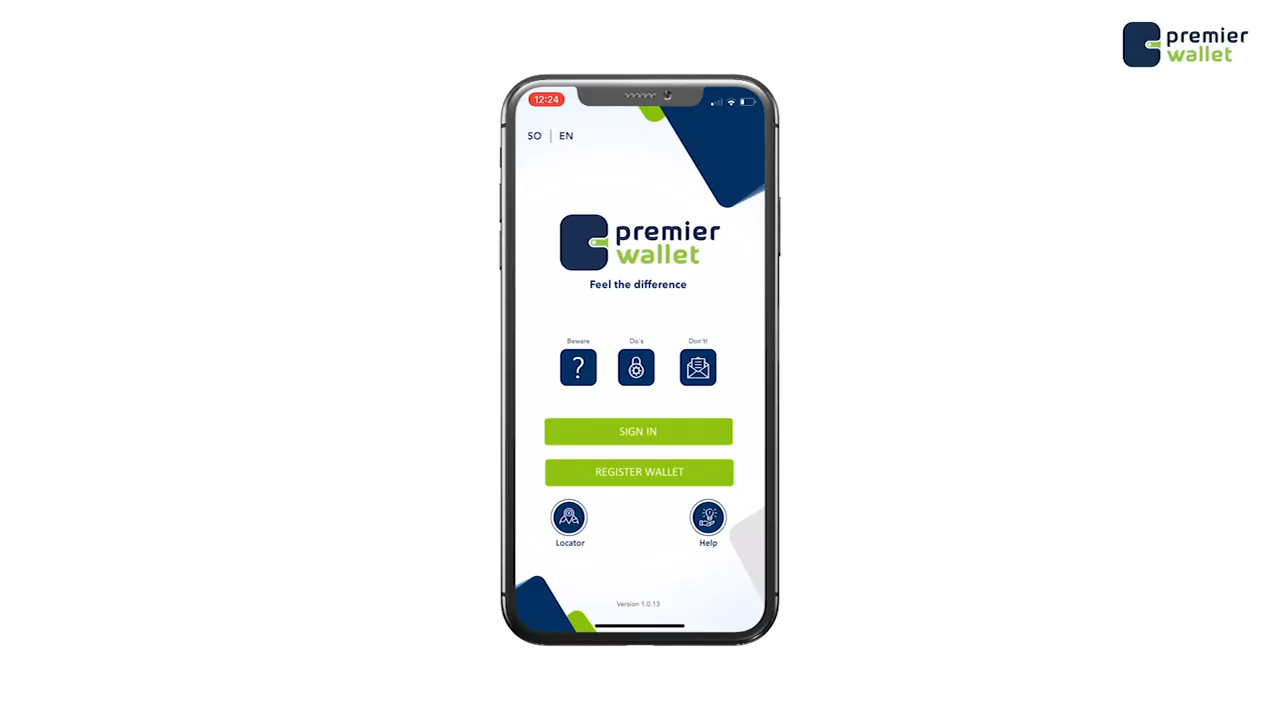 premier
wallet
12:24
SO | EN
premier
wallet
Feel the difference
Beware
Do's
Don't!
SIGN IN
REGISTER WALLET
Locator
Help
Version 1.0.13